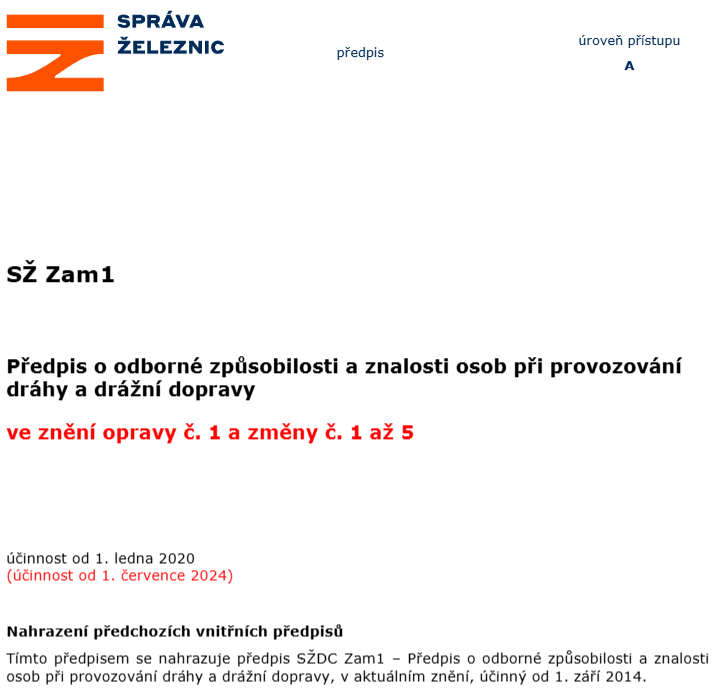 SPRÁVA
ŽELEZNIC
předpis
úroveň přístupu
A
SŽ Zam1
Předpis o odborné způsobilosti a znalosti osob při provozování
dráhy a drážní dopravy
ve znění opravy č. 1 a změny č. 1 až 5
účinnost od 1. ledna 2020
(účinnost od 1. července 2024)
Nahrazení předchozích vnitřních předpisů
Tímto předpisem se nahrazuje předpis SŽDC Zam1 – Předpis o odborné způsobilosti a znalosti
osob při provozování dráhy a drážní dopravy, v aktuálním znění, účinný od 1. září 2014.